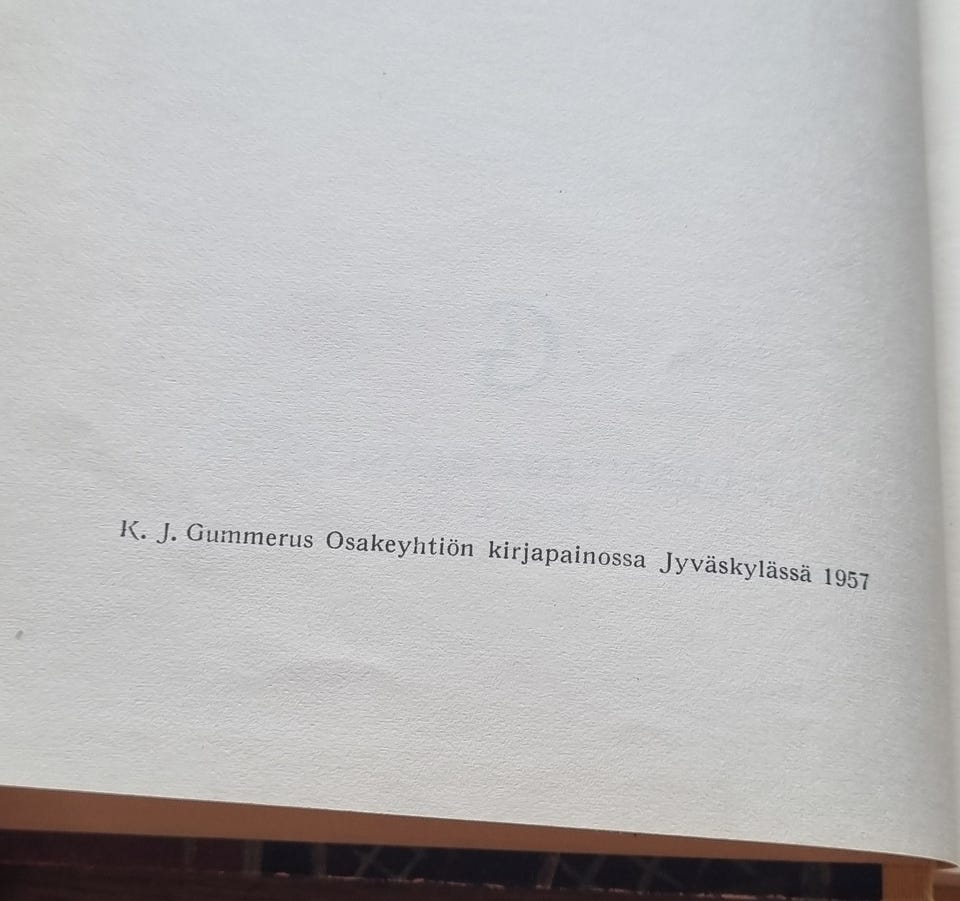 K. J. Gummerus Osakeyhtiön kirjapainossa Jyväskylässä 1957